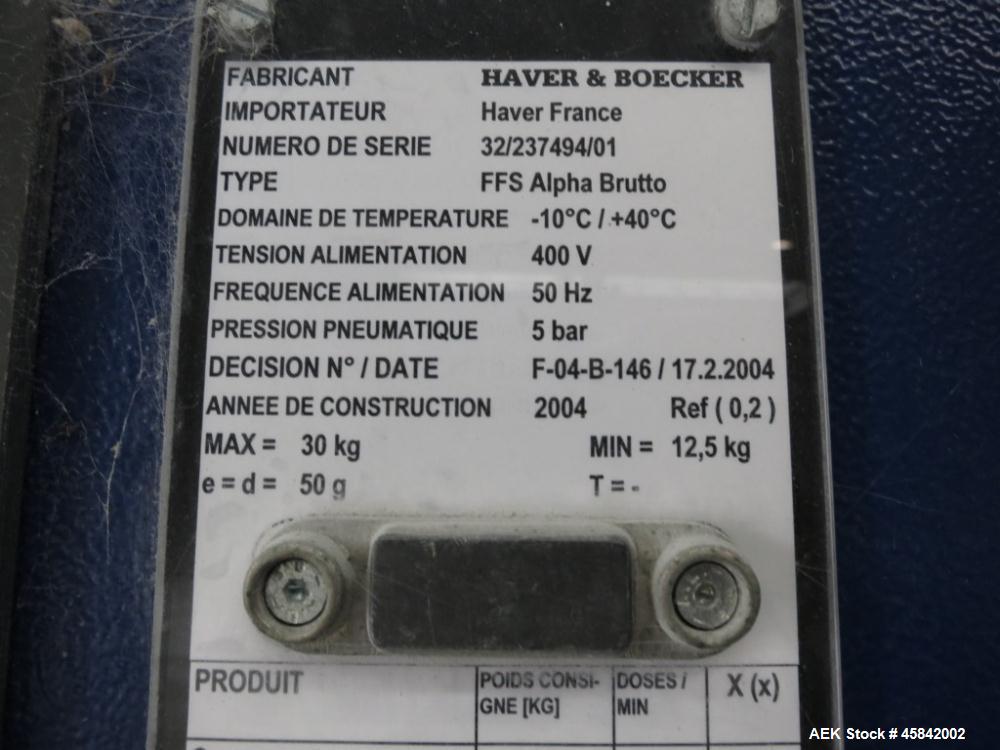 FABRICANT HAVER & BOECKER
IMPORTATEUR Haver France
NUMERO DE SERIE 32/237494/01
TYPE FFS Alpha Brutto
DOMAINE DE TEMPERATURE -10°C / +40°C
TENSION ALIMENTATION 400 V
FREQUENCE ALIMENTATION 50 Hz
PRESSION PNEUMATIQUE 5 bar
DECISION N° / DATE F-04-B-146 / 17.2.2004
ANNEE DE CONSTRUCTION 2004 Ref ( 0,2 )
MAX = 30 kg MIN = 12,5 kg
e = d = 50 g T = -
PRODUIT POIDS CONSI- DOSES / X (x)
GNE [KG] MIN
AEK Stock # 45842002